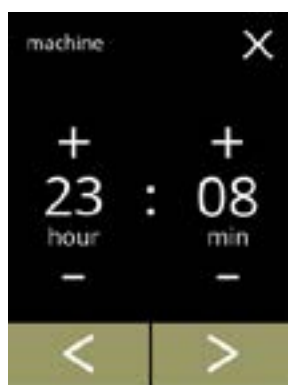 machine X
+ +
23 : 08
hour min
- -
< >